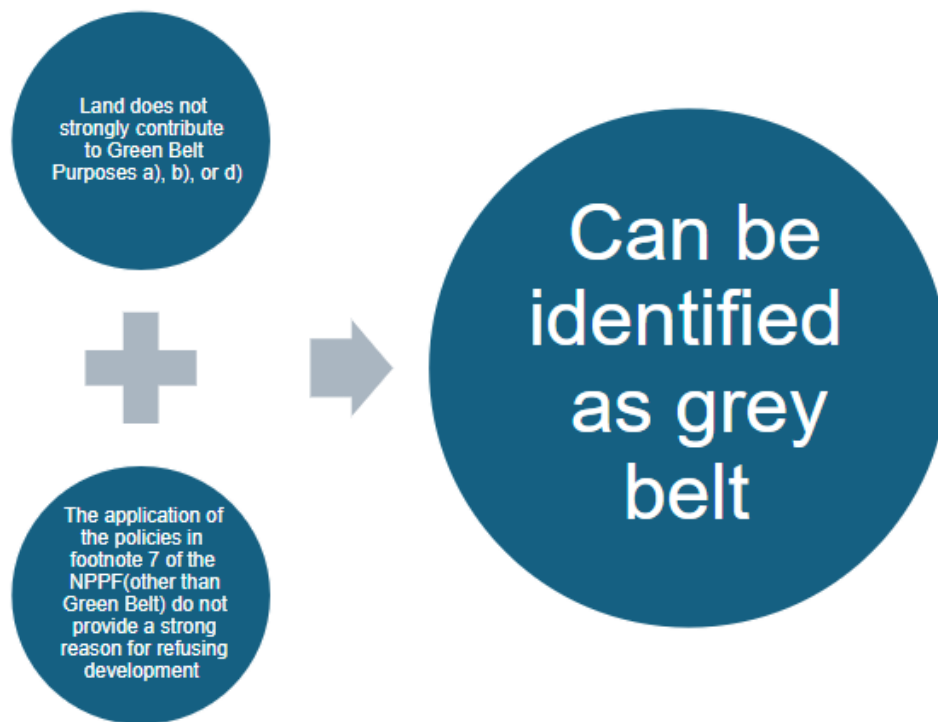 Land does not
strongly contribute
to Green Belt
Purposes a), b), or d)
The application of
the policies in
footnote 7 of the
NPPF(other than
Green Belt) do not
provide a strong
reason for refusing
development
Can be
identified
as grey
belt